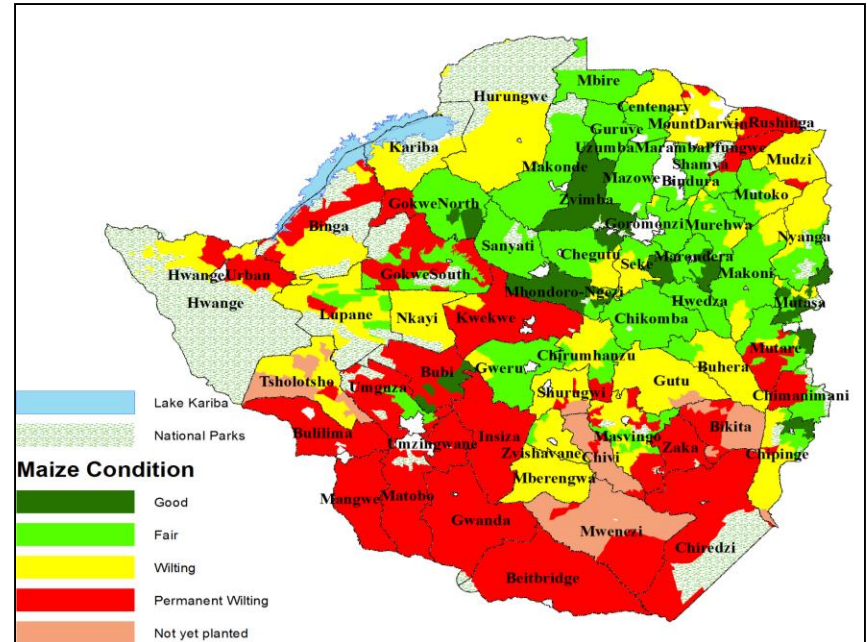 Mbire
Hurungwe
Centenary
MountDarwin
Rushinga
Guruve
Kariba
Uzumba
Maramba
Pfungwe
Makonde
Shamva
Mudzi
Mazowe
Bindura
Mutoko
GokweNorth
Zvimba
Goromonzi
Murehwa
Binga
Sanyati
Nyanga
Chegutu
Seke
Marondera
Makoni
HwangeUrban
GokweSouth
Hwange
Mhondoro-Ngezi
Hwedza
Mutasa
Lupane
Nkayi
Kwekwe
Chikomba
Mutare
Chirumhanzu
Buhera
Tsholotsho
Umguza
Bubi
Gweru
Gutu
Shurugwi
Chimanimani
Lake Kariba
National Parks
Bulilima
Umzingwane
Insiza
Masvingo
Bikita
Zvishavane
Chivi
Zaka
Chipinge
Maize Condition
Mberengwa
Mangwe
Matobo
Good
Gwanda
Mwenezi
Fair
Chiredzi
Wilting
Beitbridge
Permanent Wilting
Not yet planted